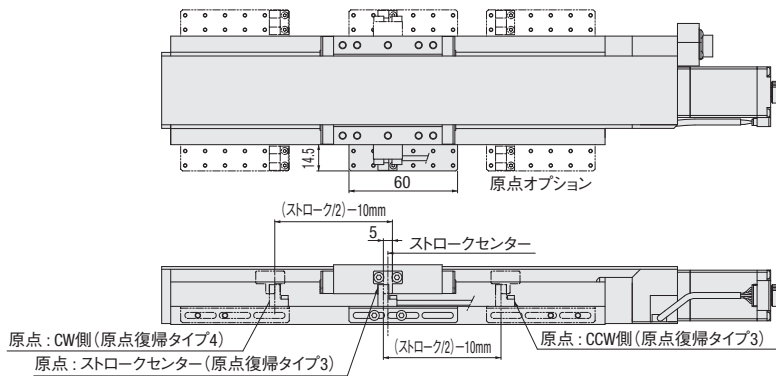 14.5
60
原点オプション
(ストローク/2)−10mm
5
ストロークセンター
原点：CW側(原点復帰タイプ4)
原点：ストロークセンター(原点復帰タイプ3)
(ストローク/2)−10mm
原点：CCW側(原点復帰タイプ3)